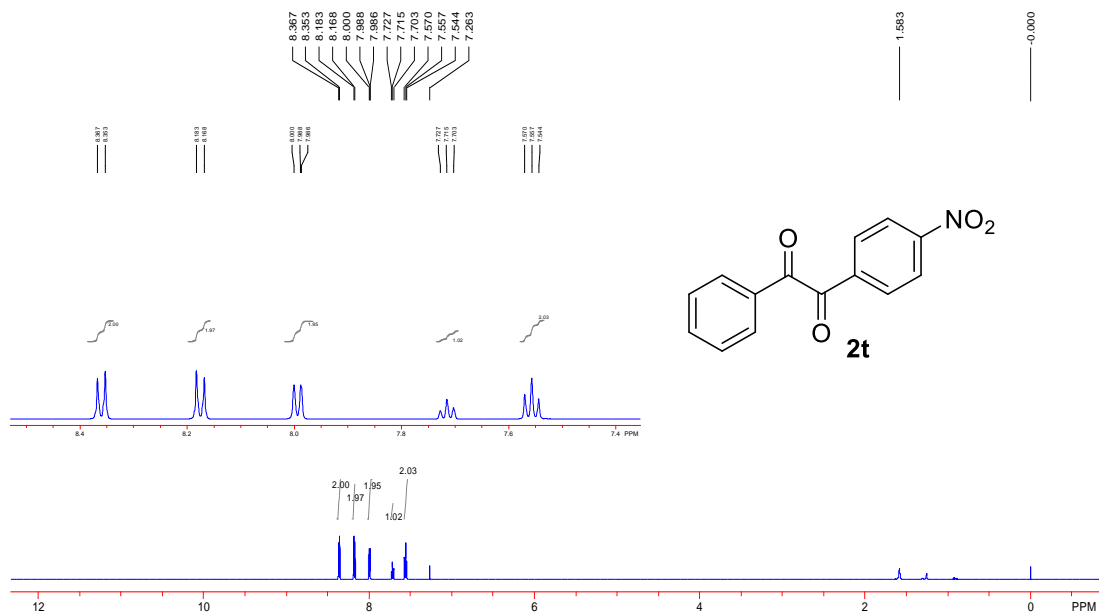 8.367 8.353 8.183 8.168 8.000 7.988 7.986 7.727 7.715 7.703 7.570 7.557 7.544 7.263 1.583 -0.000
8.367 8.353 8.183 8.168 8.000 7.988 7.986 7.727 7.715 7.703 7.570 7.557 7.544
O
NO2
O
2t
2.00 1.97 1.95 1.02 2.03
8.4 8.2 8.0 7.8 7.6 7.4 PPM
2.00 1.97 1.95 1.02 2.03
12 10 8 6 4 2 0 PPM